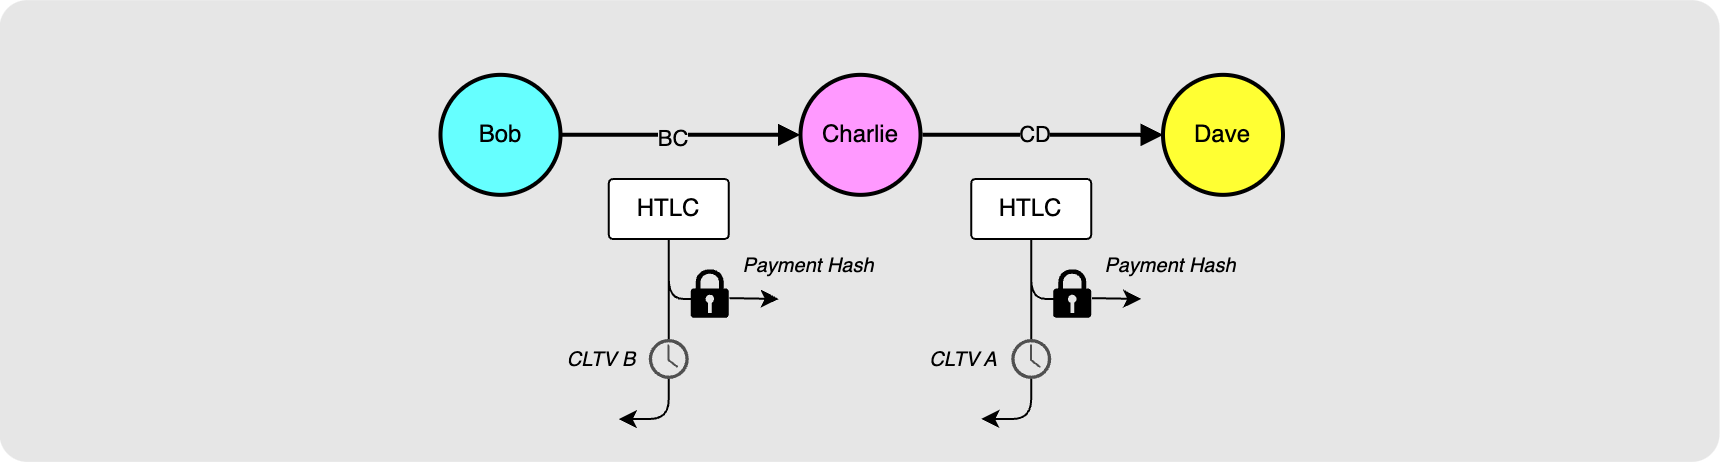 Bob
BC
Charlie
CD
Dave
HTLC
HTLC
Payment Hash
Payment Hash
CLTV B
CLTV A